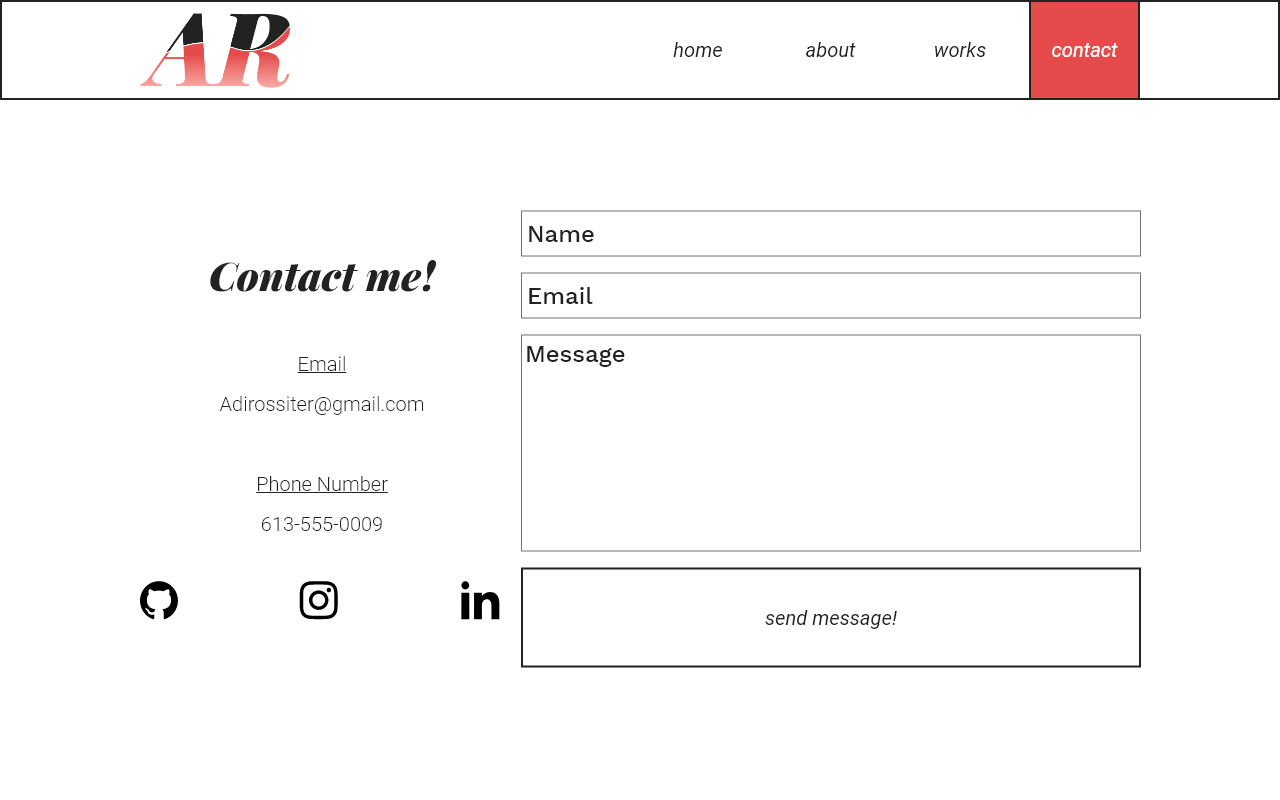 AR
home
about
works
contact
Contact me!
Email
Adirossiter@gmail.com
Phone Number
613-555-0009
in
Name
Email
Message
send message!